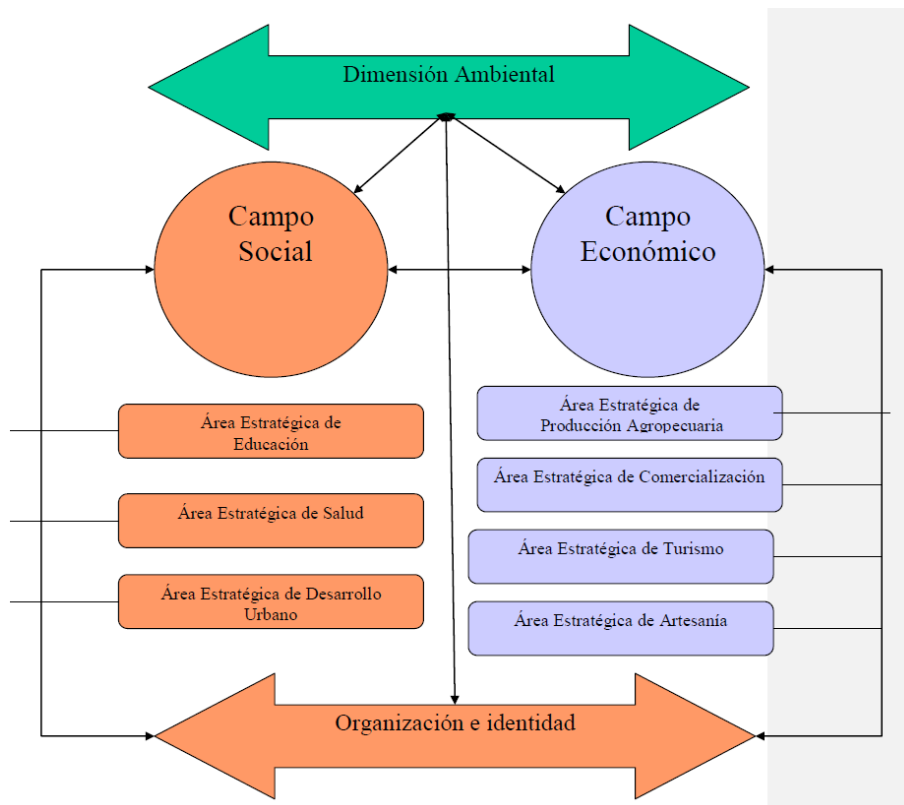 Dimensión Ambiental
Campo
Social
Campo
Económico
Área Estratégica de
Educación
Área Estratégica de Salud
Área Estratégica de Desarrollo
Urbano
Área Estratégica de
Producción Agropecuaria
Área Estratégica de Comercialización
Área Estratégica de Turismo
Área Estratégica de Artesanía
Organización e identidad